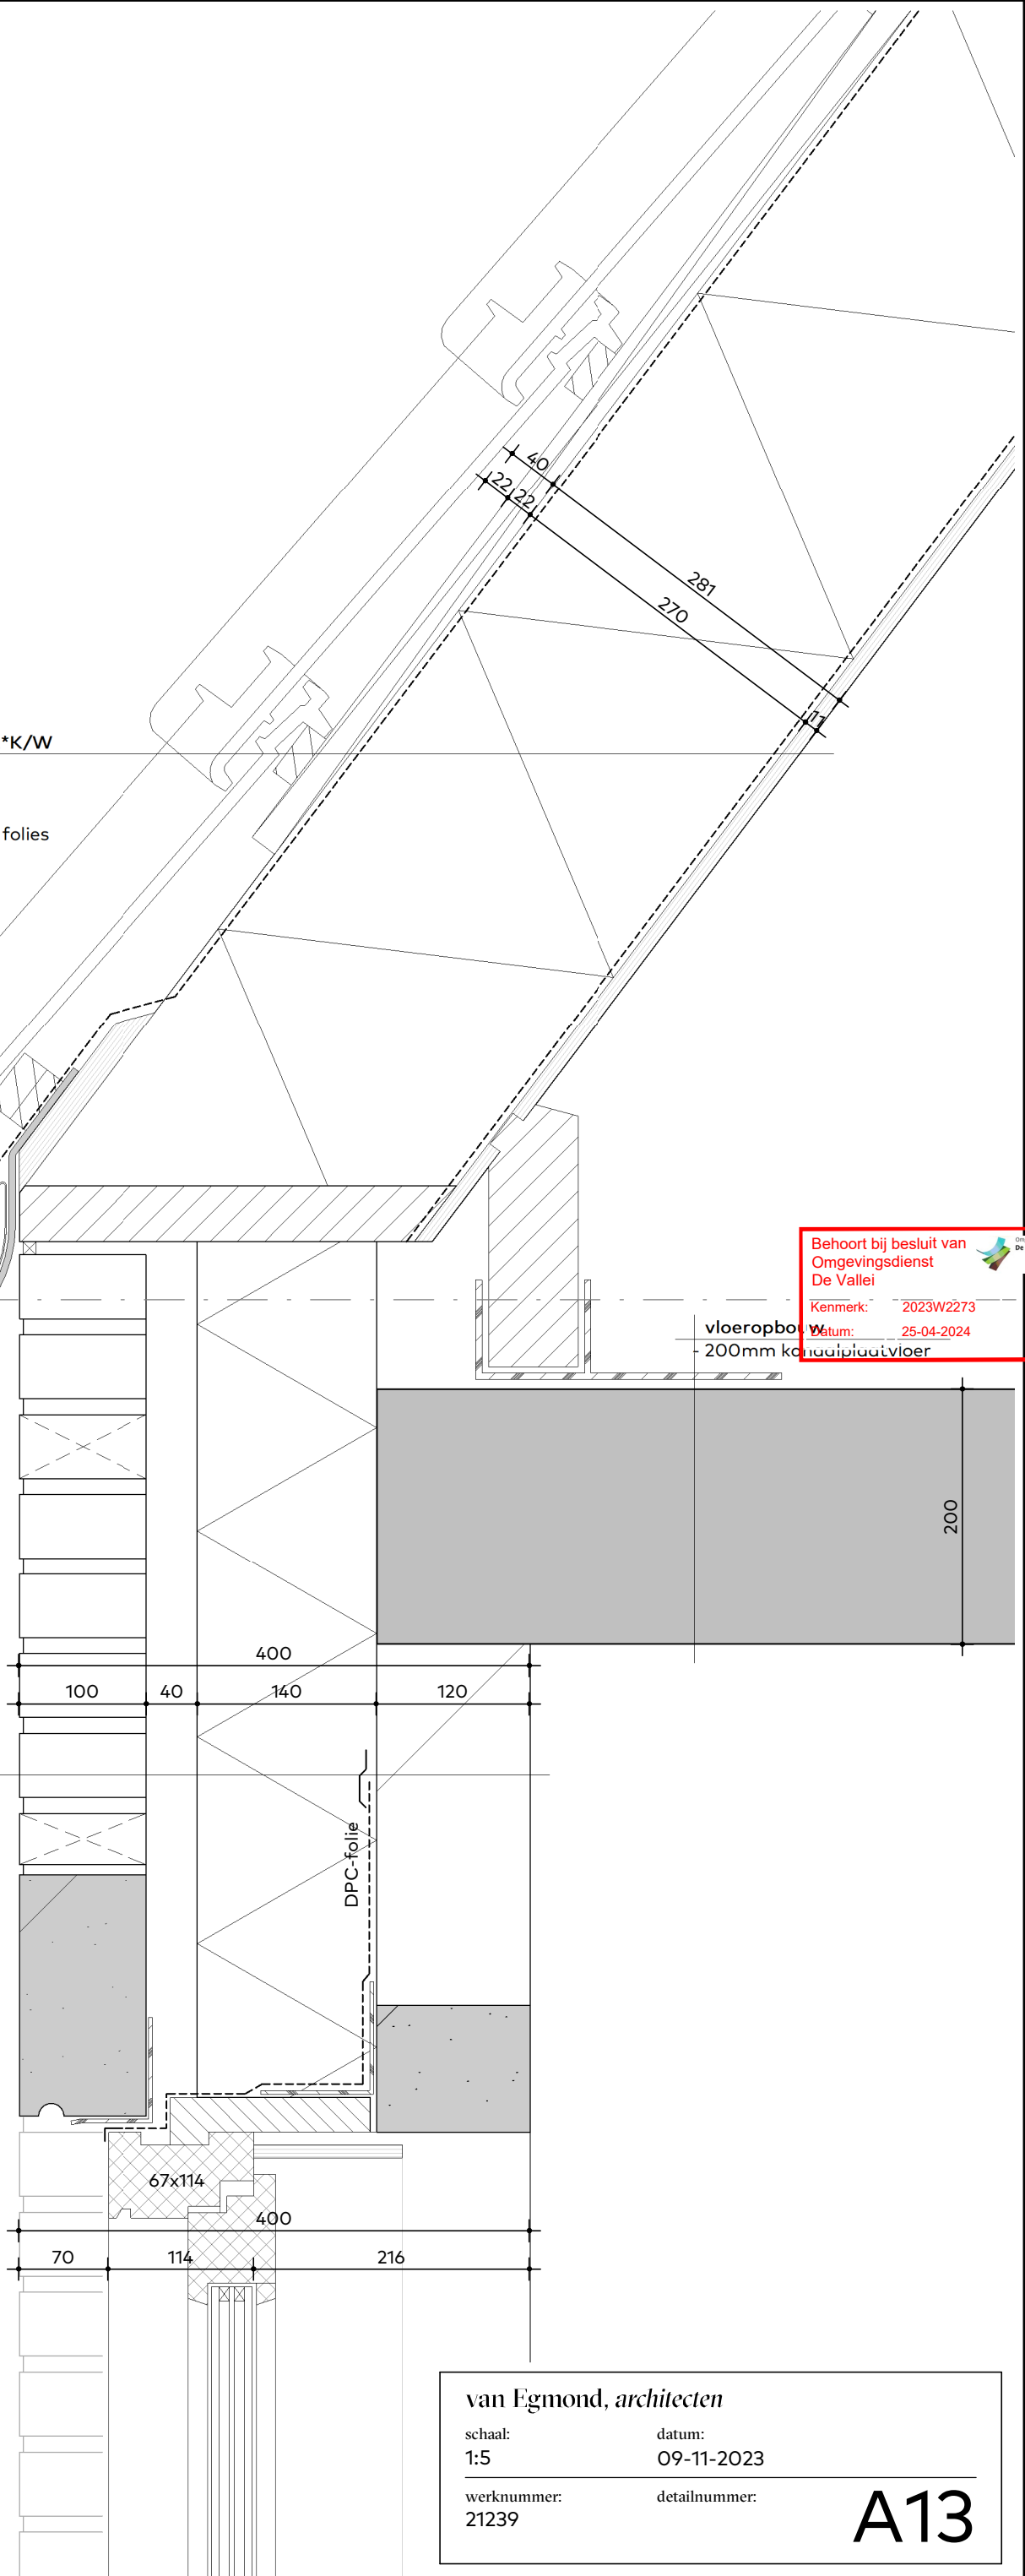 40
22
22
281
270
11
*K/W
folies
Behoort bij besluit van
Omgevingsdienst
De Vallei
Kenmerk: 2023W2273
Datum: 25-04-2024
vloeropbouw
- 200mm kanaalplaatvloer
200
400
100 40 140 120
DPC-folie
67x114
400
70 114 216
van Egmond, architecten
schaal: datum:
1:5 09-11-2023
werknummer: detailnummer:
21239
A13